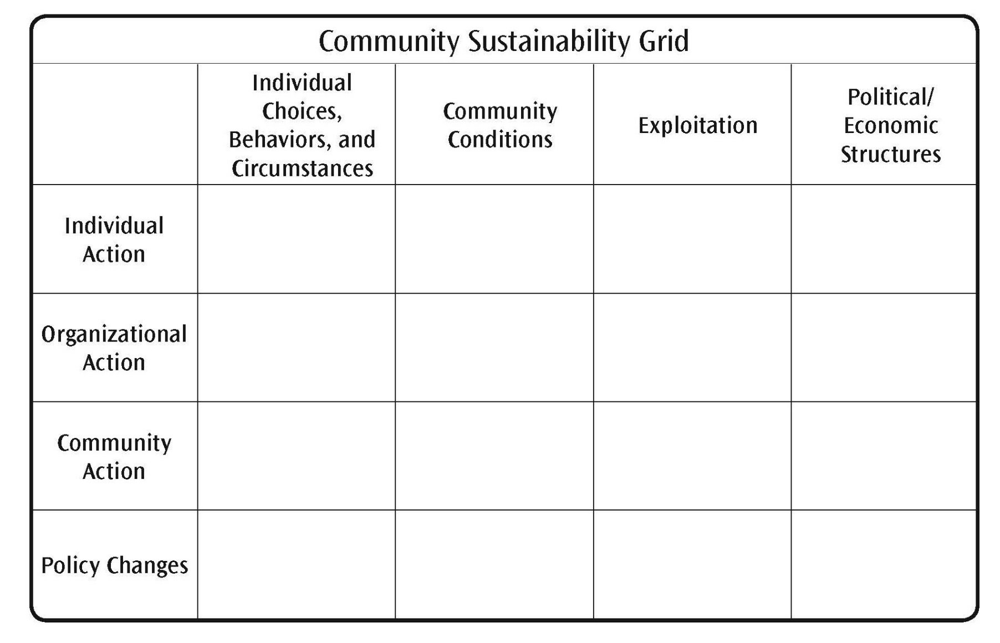 Community Sustainability Grid
Individual
Choices,
Behaviors, and
Circumstances
Community
Conditions
Exploitation
Political/
Economic
Structures
Individual
Action
Organizational
Action
Community
Action
Policy Changes